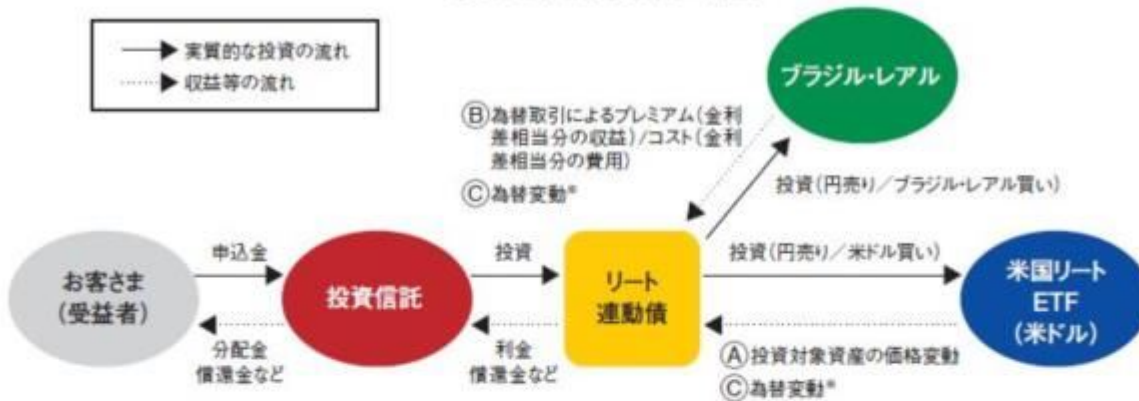 実質的な投資の流れ
収益等の流れ
ブラジル・レアル
Ⓑ為替取引によるプレミアム(金利
差相当分の収益)/コスト(金利
差相当分の費用)
Ⓒ為替変動※
投資(円売り/ブラジル・レアル買い)
お客さま
(受益者)
申込金
分配金
償還金など
投資信託
投資
利金
償還金など
リート
連動債
投資(円売り/米ドル買い)
Ⓐ投資対象資産の価格変動
Ⓒ為替変動※
米国リート
ETF
(米ドル)